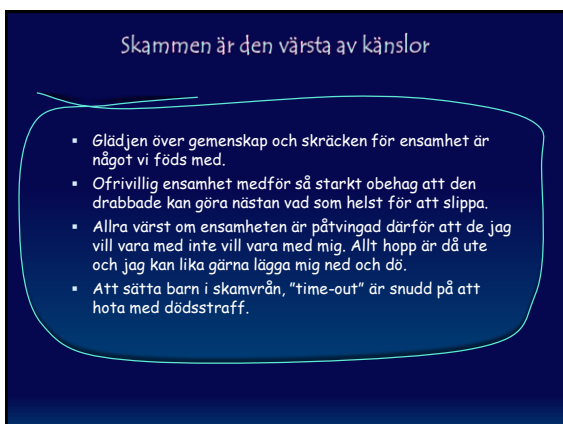 Skammen är den värsta av känslor
▪ Glädjen över gemenskap och skräcken för ensamhet är
något vi föds med.
▪ Ofrivillig ensamhet medför så starkt obehag att den
drabbade kan göra nästan vad som helst för att slippa.
▪ Allra värst om ensamheten är påtvingad därför att de jag
vill vara med inte vill vara med mig. Allt hopp är då ute
och jag kan lika gärna lägga mig ned och dö.
▪ Att sätta barn i skamvrån, ”time-out” är snudd på att
hota med dödsstraff.